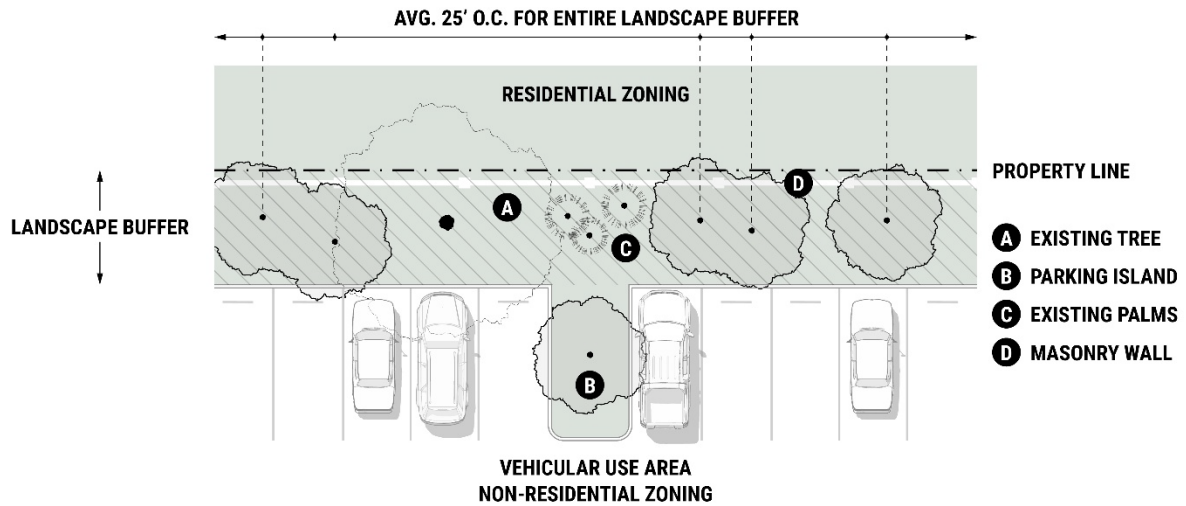 AVG. 25' O.C. FOR ENTIRE LANDSCAPE BUFFER
RESIDENTIAL ZONING
PROPERTY LINE
LANDSCAPE BUFFER
A
B
C
D
A EXISTING TREE
B PARKING ISLAND
C EXISTING PALMS
D MASONRY WALL
VEHICULAR USE AREA
NON-RESIDENTIAL ZONING